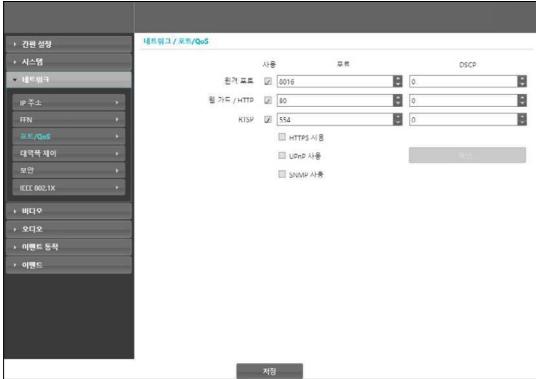 간편 설정
시스템
네트워크
IP 주소
FEN
포트/QoS
대역폭 제어
보안
IEEE 802.1X
비디오
오디오
이벤트 동작
이벤트
네트워크 / 포트/QoS
사용 포트 DSCP
원격 포트 8016 0
웹 가드 / HTTP 80 0
RTSP 554 0
HTTPS 사용
UPnP 사용
SNMP 사용
저장